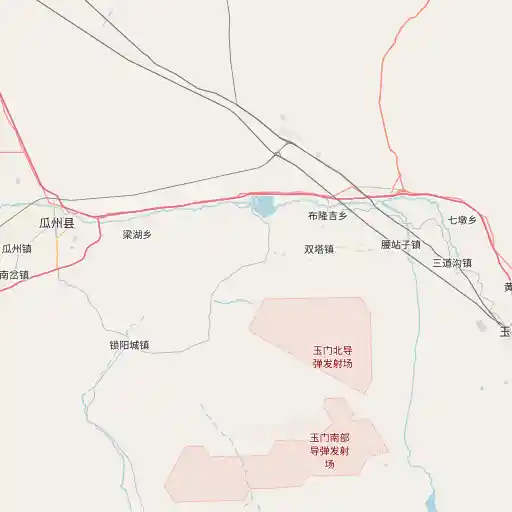 瓜州县
布隆吉乡
七墩乡
梁湖乡
瓜州镇
双塔镇
腰站子镇
三道沟镇
南岔镇
黄
玉
锁阳城镇
玉门北导
弹发射场
玉门南部
导弹发射
场